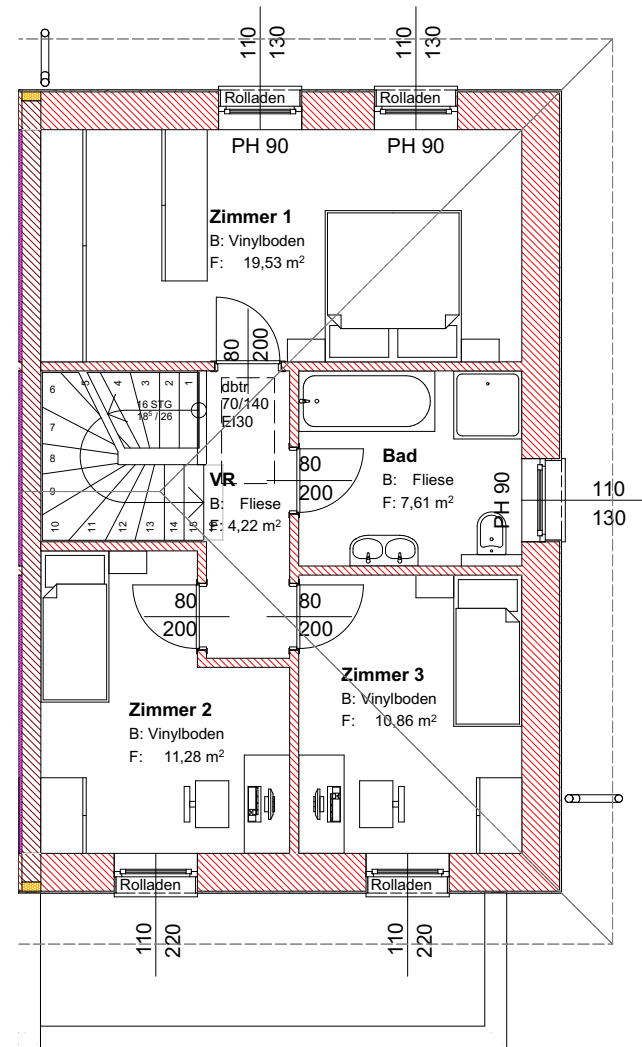 110
130
110
130
Rolladen
Rolladen
PH 90
PH 90
Zimmer 1
B: Vinylboden
F: 19,53 m²
80
200
6
5
4
3
2
1
16 STG
18⁵ / 26
7
8
9
10
11
12
13
14
15
16
dbtr
70/140
EI30
VR
B: Fliese
F: 4,22 m²
80
200
Bad
B: Fliese
F: 7,61 m²
PH 90
110
130
80
200
80
200
Zimmer 2
B: Vinylboden
F: 11,28 m²
Zimmer 3
B: Vinylboden
F: 10,86 m²
Rolladen
Rolladen
110
220
110
220